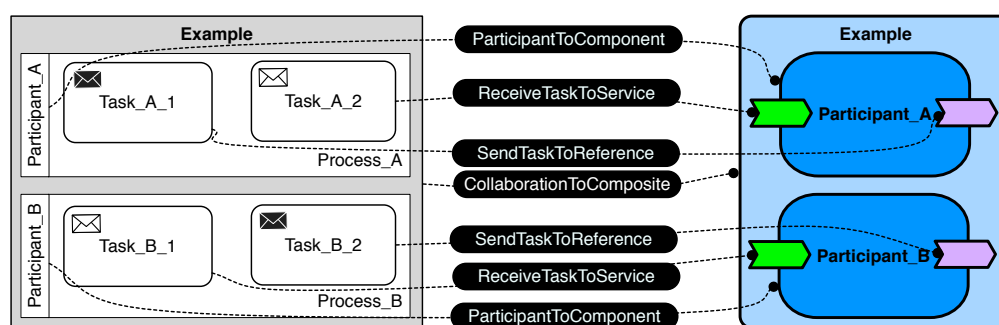 Example
Participant_A
Task_A_1
Task_A_2
Process_A
Participant_B
Task_B_1
Task_B_2
Process_B
ParticipantToComponent
ReceiveTaskToService
SendTaskToReference
CollaborationToComposite
SendTaskToReference
ReceiveTaskToService
ParticipantToComponent
Example
Participant_A
Participant_B